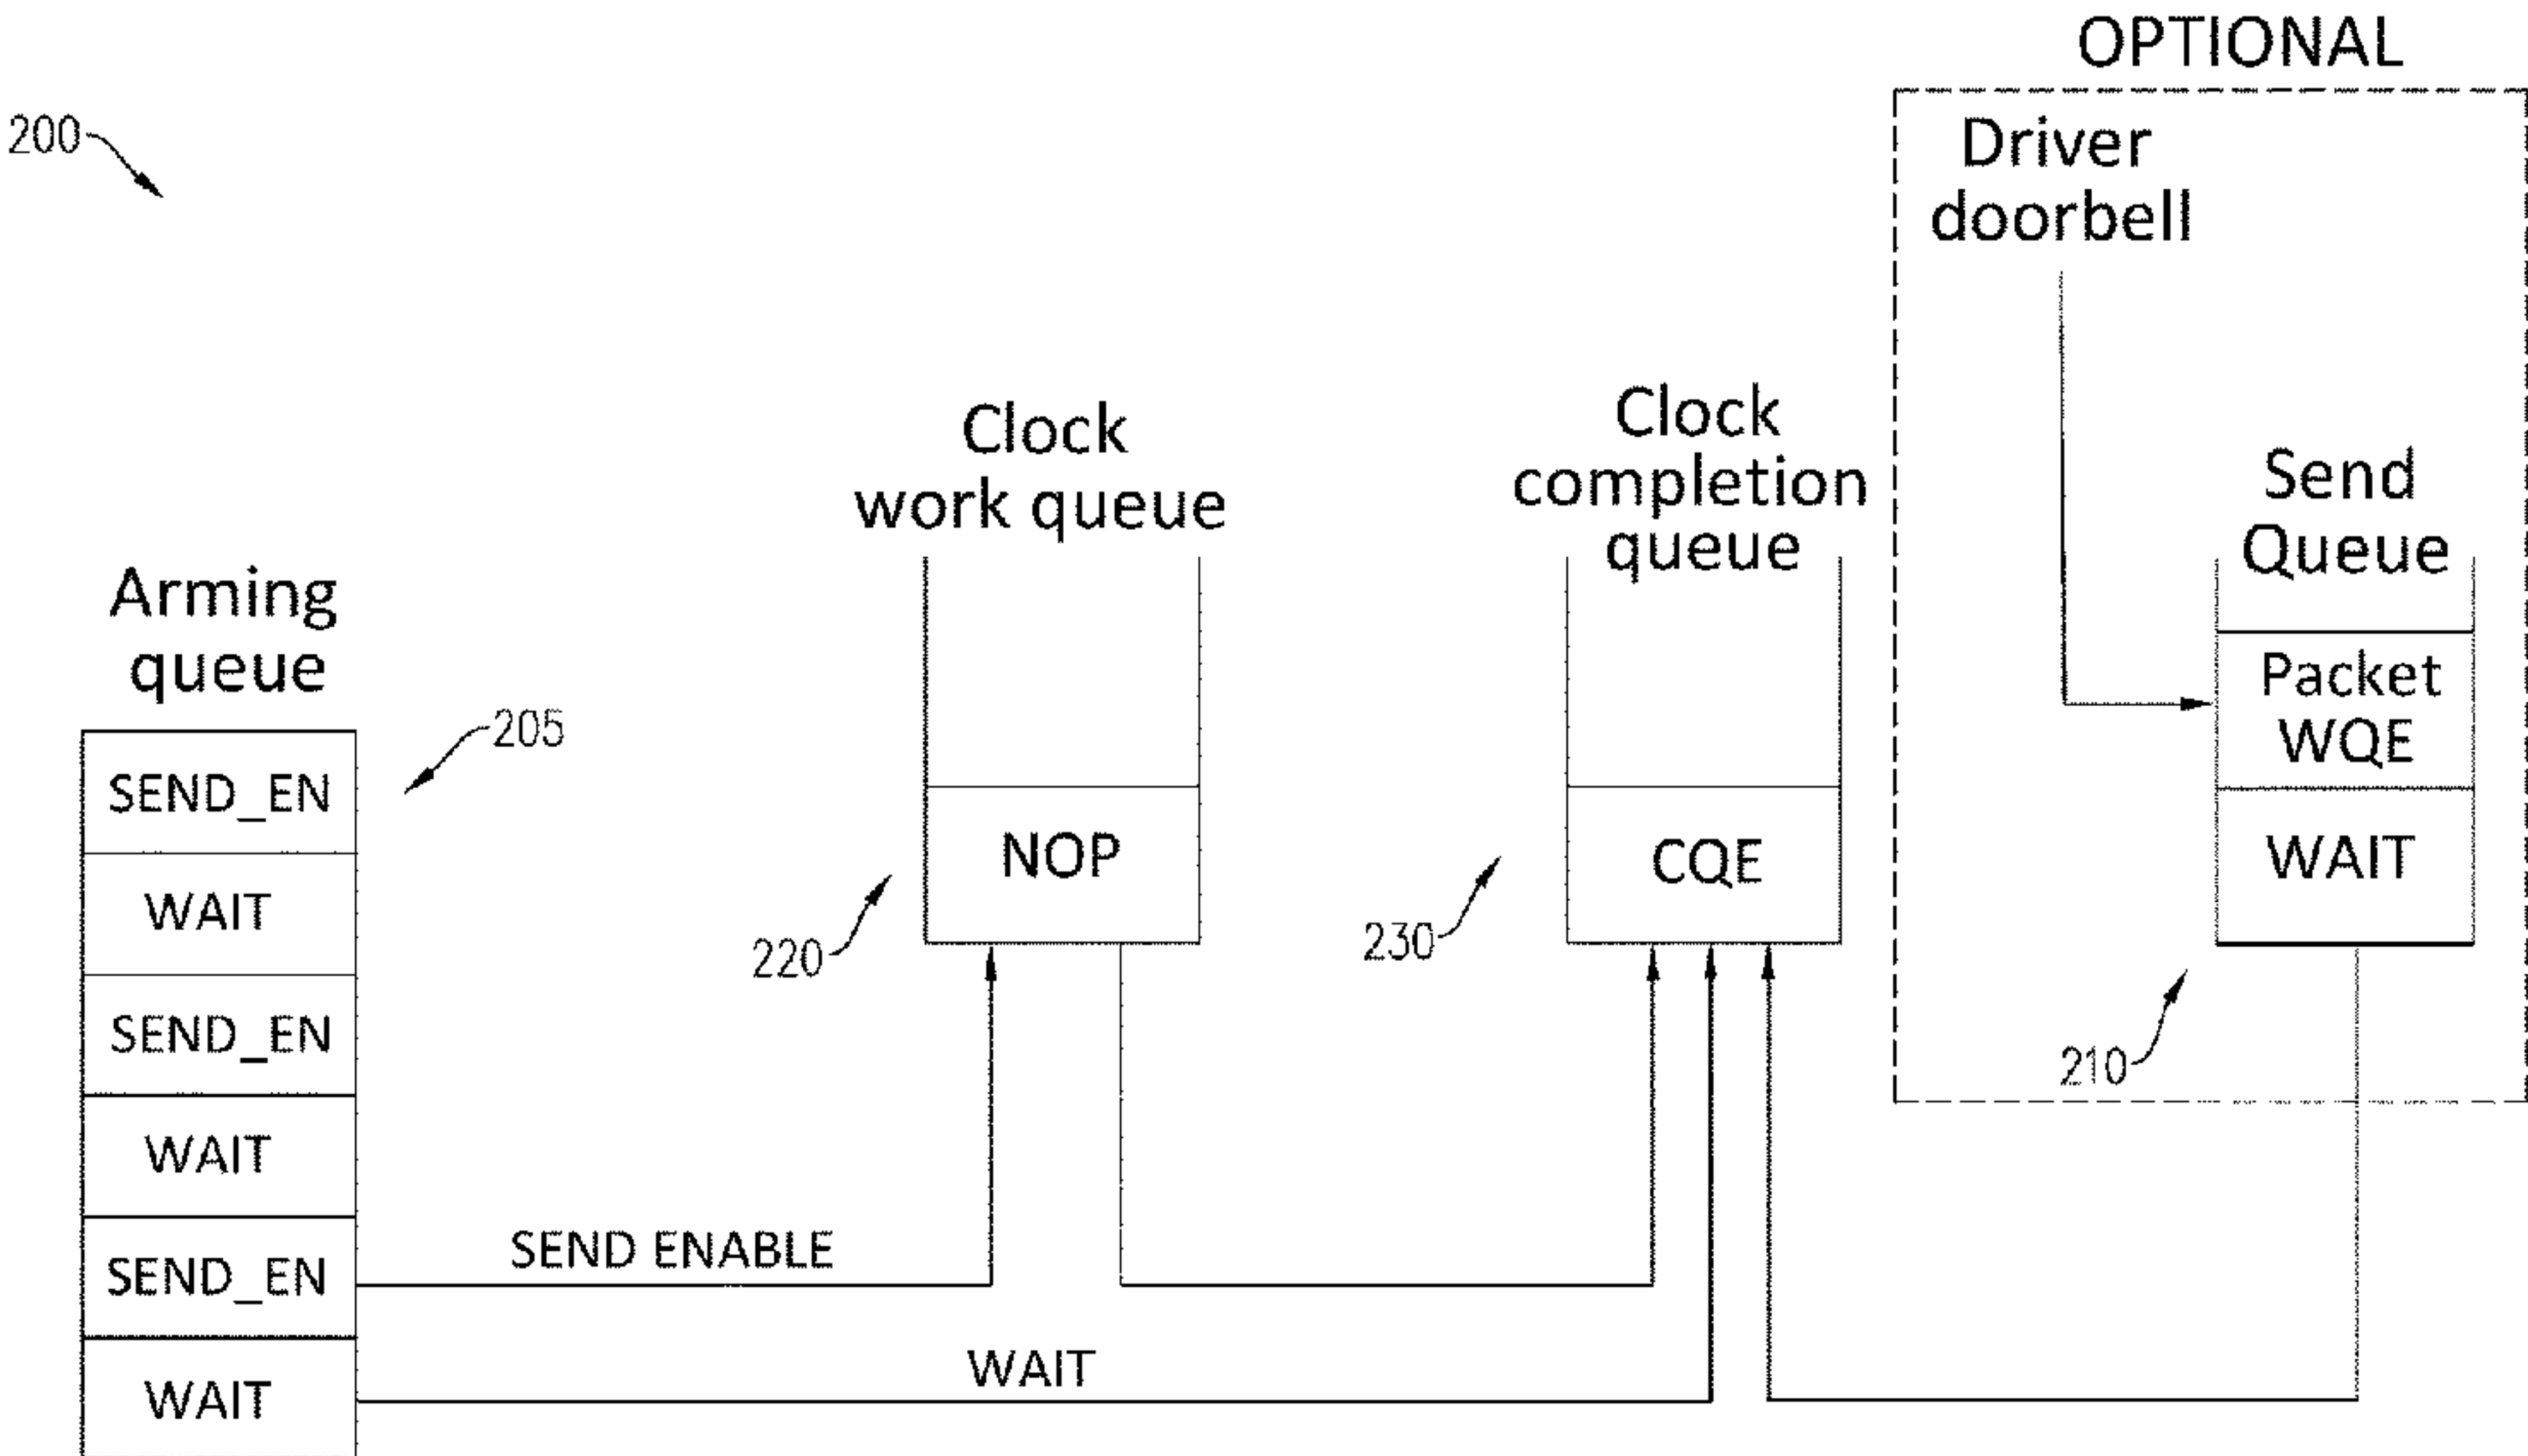 OPTIONAL
200
Driver
doorbell
Clock
work queue
Clock
completion
queue
Send
Queue
Arming
queue
205
Packet
WQE
SEND_EN
NOP
CQE
WAIT
WAIT
220
230
SEND_EN
210
WAIT
SEND ENABLE
SEND_EN
WAIT
WAIT